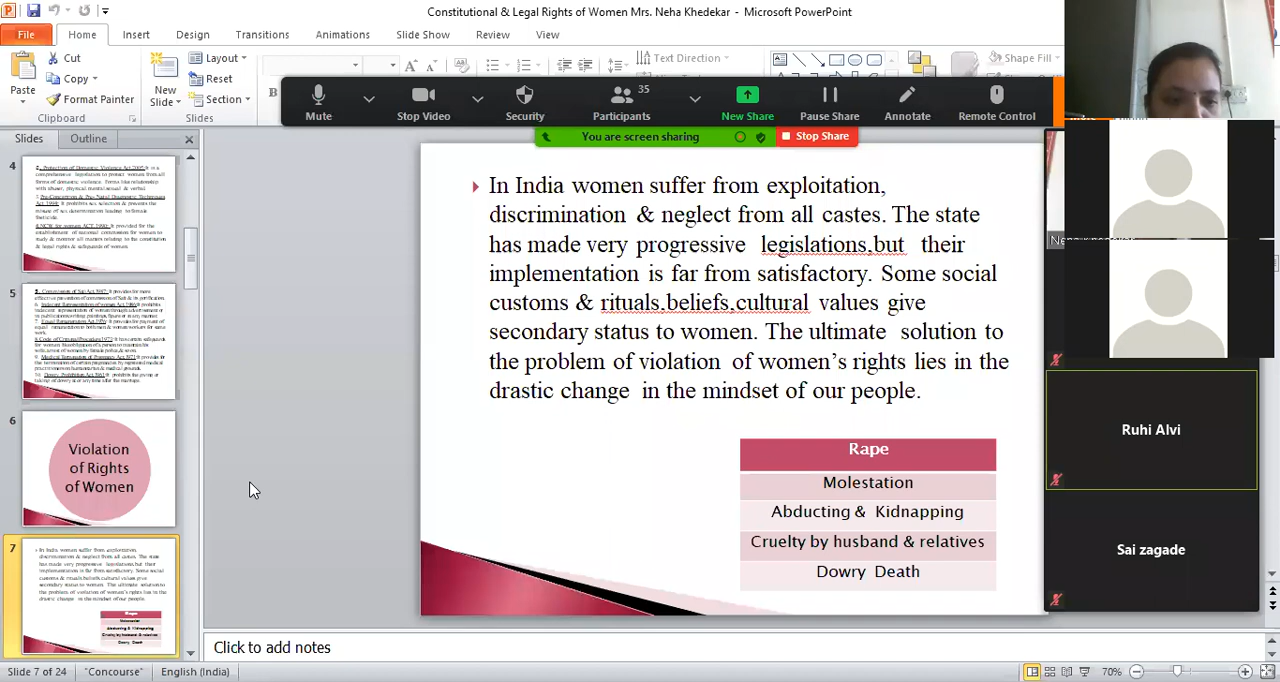 Constitutional & Legal Rights of Women Mrs. Neha Khedekar - Microsoft PowerPoint
File Home Insert Design Transitions Animations Slide Show Review View
Cut
Copy
Format Painter
Paste
Clipboard
New
Slide
Layout
Reset
Section
Slides
B
Text Direction
Shape Fill
Mute
Stop Video
Security
35
Participants
New Share
Pause Share
Annotate
Remote Control
You are screen sharing
Stop Share
Slides Outline
4
5
6
Violation
of Rights
of Women
7
In India women suffer from expoitation,
discrimination & neglect from all castes. The state
has made very progressive legislations,but their
implementation is far from satisfactory. Some social
customs & rituals,beliefs,cultural values give
secondary status to woman. The ultimate solution to
the problem of violation of women's rights lies in the
drastic change in the mindset of our people.
Rape
Molestation
Abducting & Kidnapping
Cruelty by husband & relatives
Dowry Death
Ruhi Alvi
Sai zagade
Click to add notes
Slide 7 of 24
"Concourse"
English (India)
70%